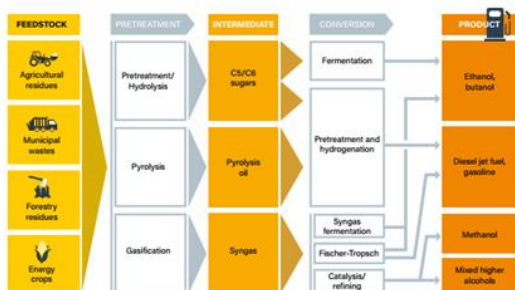 FEEDSTOCK
PRETREATMENT
INTERMEDIATE
CONVERSION
PRODUCT
Agricultural
residues
Municipal
wastes
Forestry
residues
Energy
crops
Pretreatment/
Hydrolysis
Pyrolysis
Gasification
C5/C6
sugars
Pyrolysis
oil
Syngas
Fermentation
Pretreatment and
hydrogenation
Syngas
fermentation
Fischer-Tropsch
Catalysis/
refining
Ethanol,
butanol
Diesel jet fuel,
gasoline
Methanol
Mixed higher
alcohols